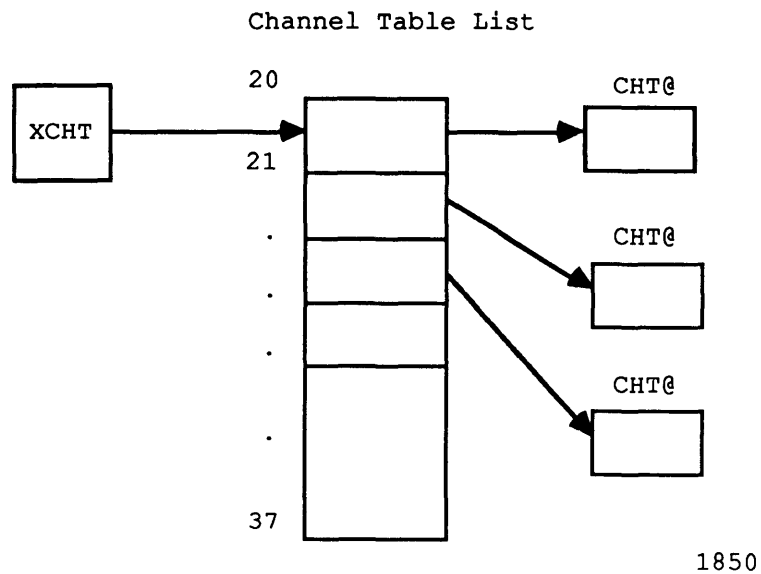 Channel Table List
20
CHT@
XCHT
21
.
CHT@
.
.
CHT@
.
37
1850